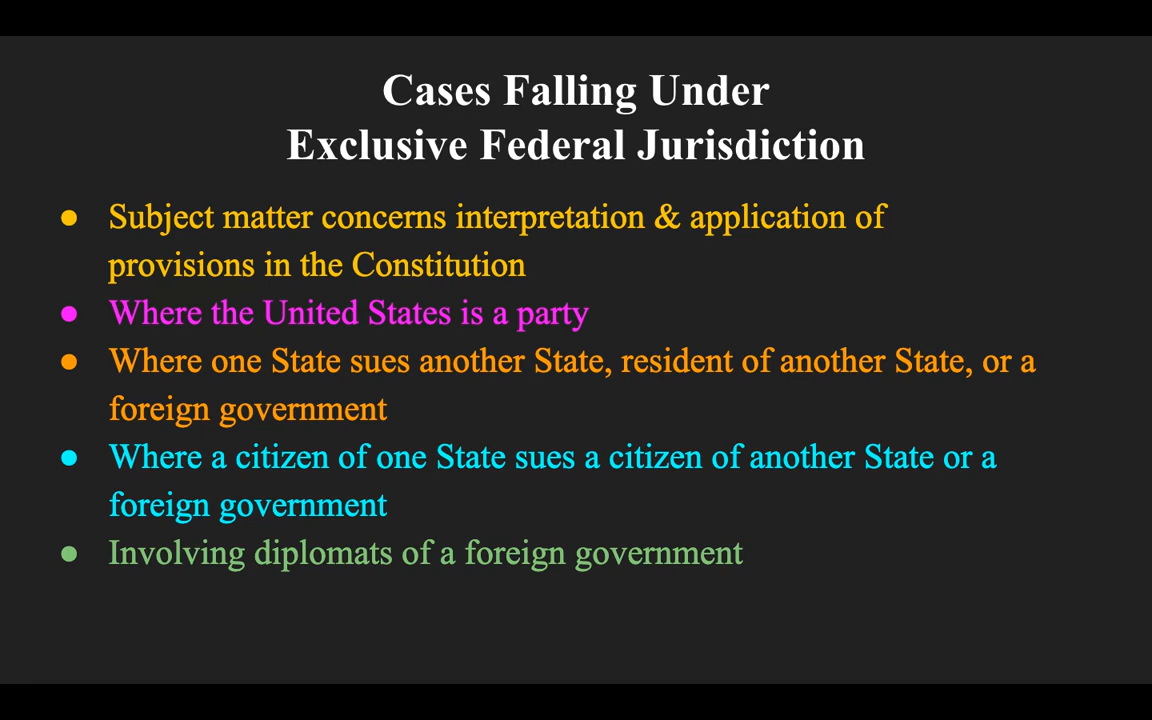 Cases Falling Under
Exclusive Federal Jurisdiction
● Subject matter concerns interpretation & application of
provisions in the Constitution
● Where the United States is a party
● Where one State sues another State, resident of another State, or a
foreign government
● Where a citizen of one State sues a citizen of another State or a
foreign government
● Involving diplomats of a foreign government